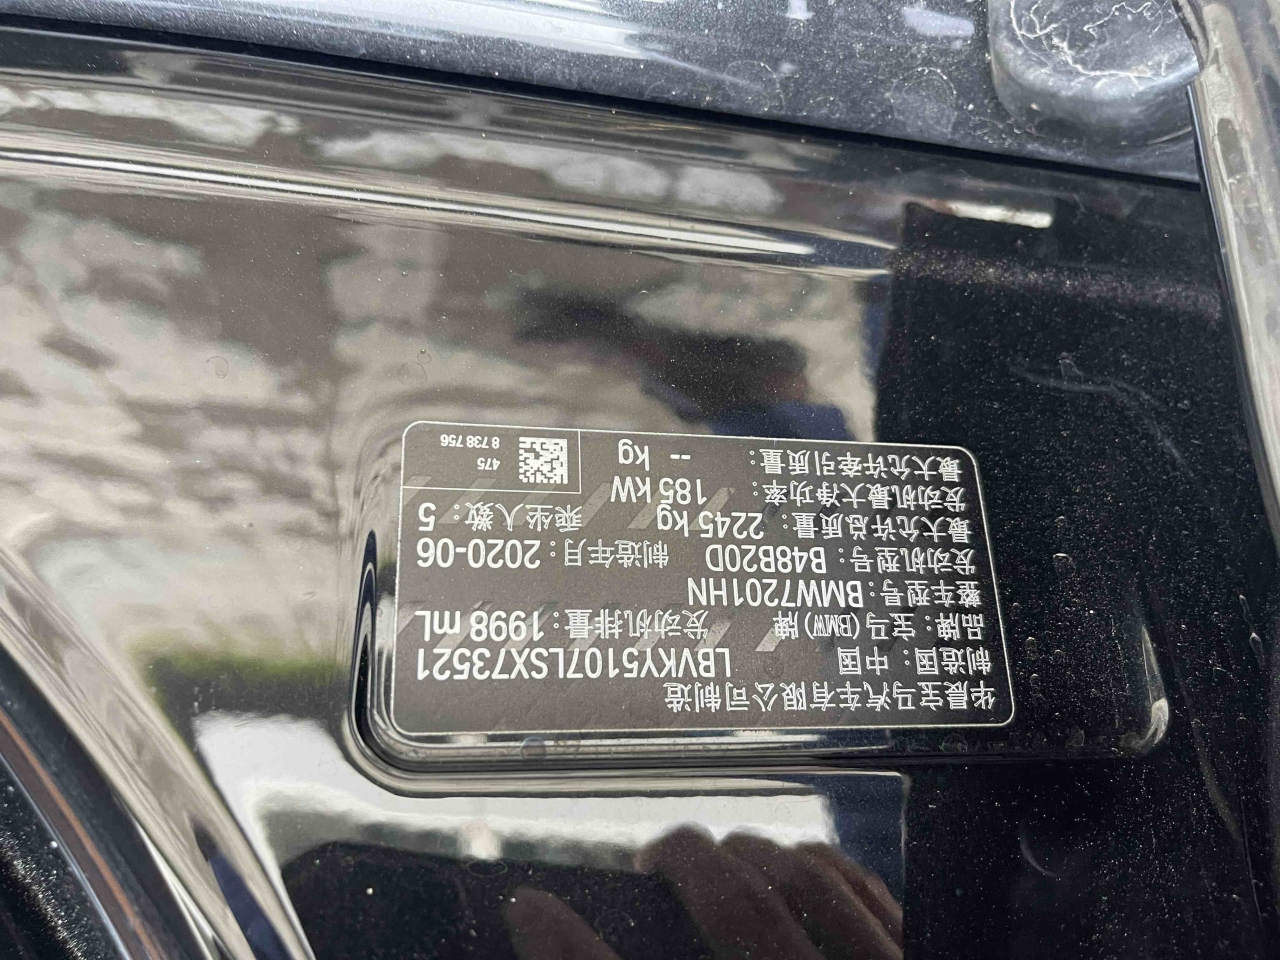 华晨宝马汽车有限公司制造
制造国：中国 LBVKY5107LSX73521
品牌：宝马(BMW)牌 发动机排量：1998 mL
整车型号：BMW7201HN
发动机型号：B48B20D 制造年月：2020-06
最大允许总质量：2245 kg 乘坐人数：5
发动机最大净功率：185 kW
最大允许牵引质量：-- kg
475
8 738 756